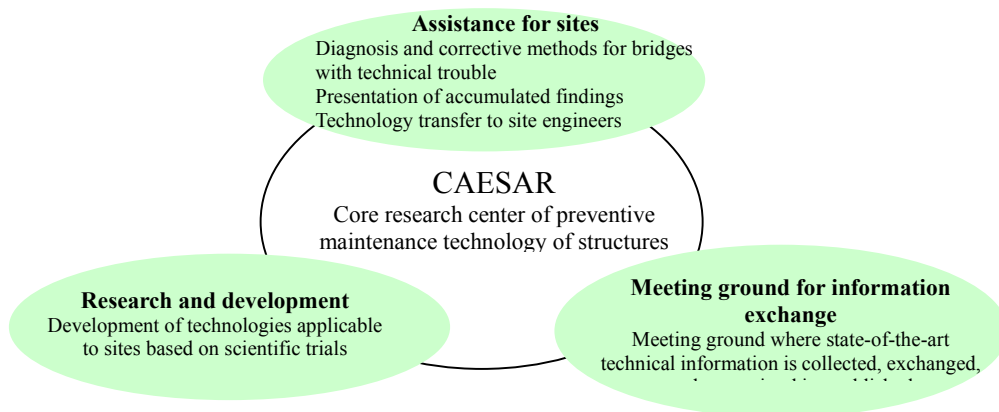 Assistance for sites
Diagnosis and corrective methods for bridges
with technical trouble
Presentation of accumulated findings
Technology transfer to site engineers
CAESAR
Core research center of preventive
maintenance technology of structures
Research and development
Development of technologies applicable
to sites based on scientific trials
Meeting ground for information
exchange
Meeting ground where state-of-the-art
technical information is collected, exchanged,